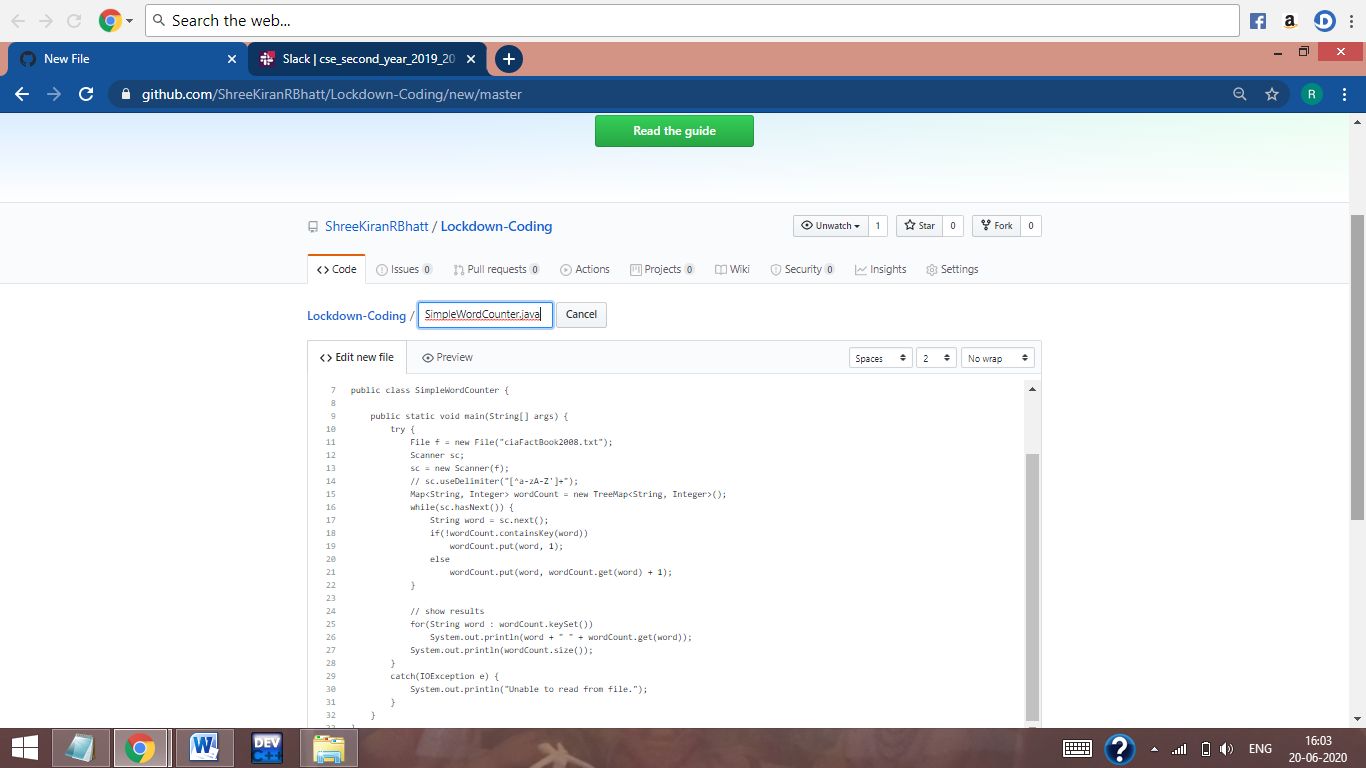 Search the web...
New File
Slack | cse_second_year_2019_20
github.com/ShreeKiranRBhatt/Lockdown-Coding/new/master
R
Read the guide
ShreeKiranRBhatt / Lockdown-Coding
Unwatch 1 Star 0 Fork 0
Code Issues 0 Pull requests 0 Actions Projects 0 Wiki Security 0 Insights Settings
Lockdown-Coding / SimpleWordCounter.java Cancel
<> Edit new file Preview Spaces 2 No wrap
7 public class SimpleWordCounter {
8
9 public static void main(String[] args) {
10 try {
11 File f = new File("ciaFactBook2008.txt");
12 Scanner sc;
13 sc = new Scanner(f);
14 // sc.useDelimiter("[^a-zA-Z']+");
15 Map<String, Integer> wordCount = new TreeMap<String, Integer>();
16 while(sc.hasNext()) {
17 String word = sc.next();
18 if(!wordCount.containsKey(word))
19 wordCount.put(word, 1);
20 else
21 wordCount.put(word, wordCount.get(word) + 1);
22 }
23
24 // show results
25 for(String word : wordCount.keySet())
26 System.out.println(word + " " + wordCount.get(word));
27 System.out.println(wordCount.size());
28 }
29 catch(IOException e) {
30 System.out.println("Unable to read from file.");
31 }
32 }
DEV C++
ENG
16:03
20-06-2020